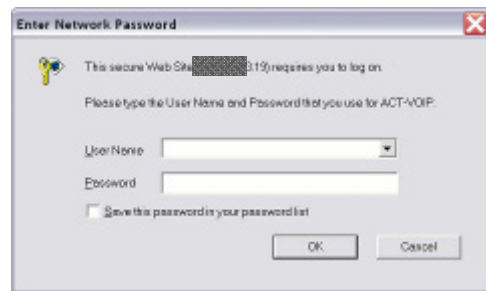 Enter Network Password
This secure Web Site 3.19) requires you to log on.
Please type the User Name and Password that you use for ACT-VOIP.
User Name
Password
Save this password in your password list
OK
Cancel